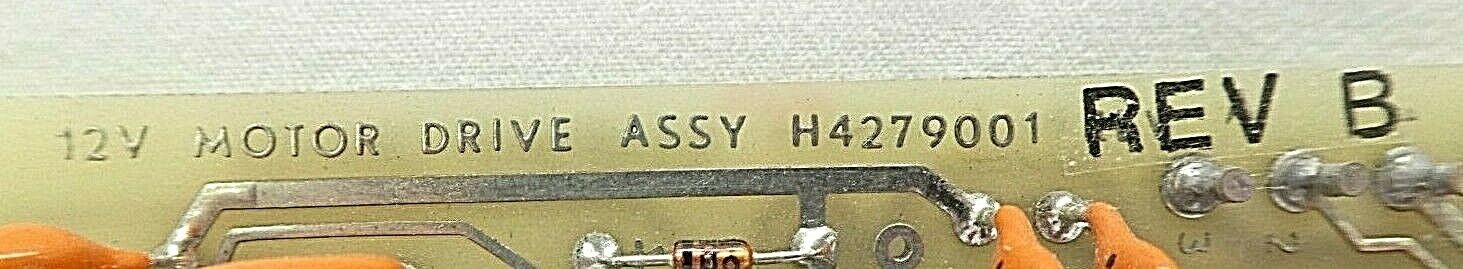 12V MOTOR DRIVE ASSY H4279001 REV B